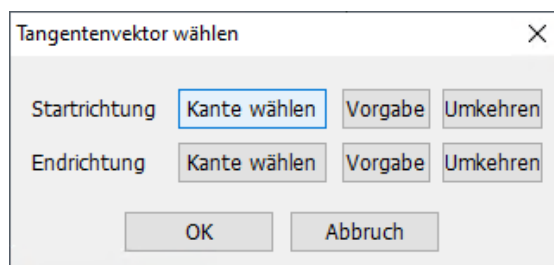 Tangentenvektor wählen
Startrichtung Kante wählen Vorgabe Umkehren
Endrichtung Kante wählen Vorgabe Umkehren
OK Abbruch